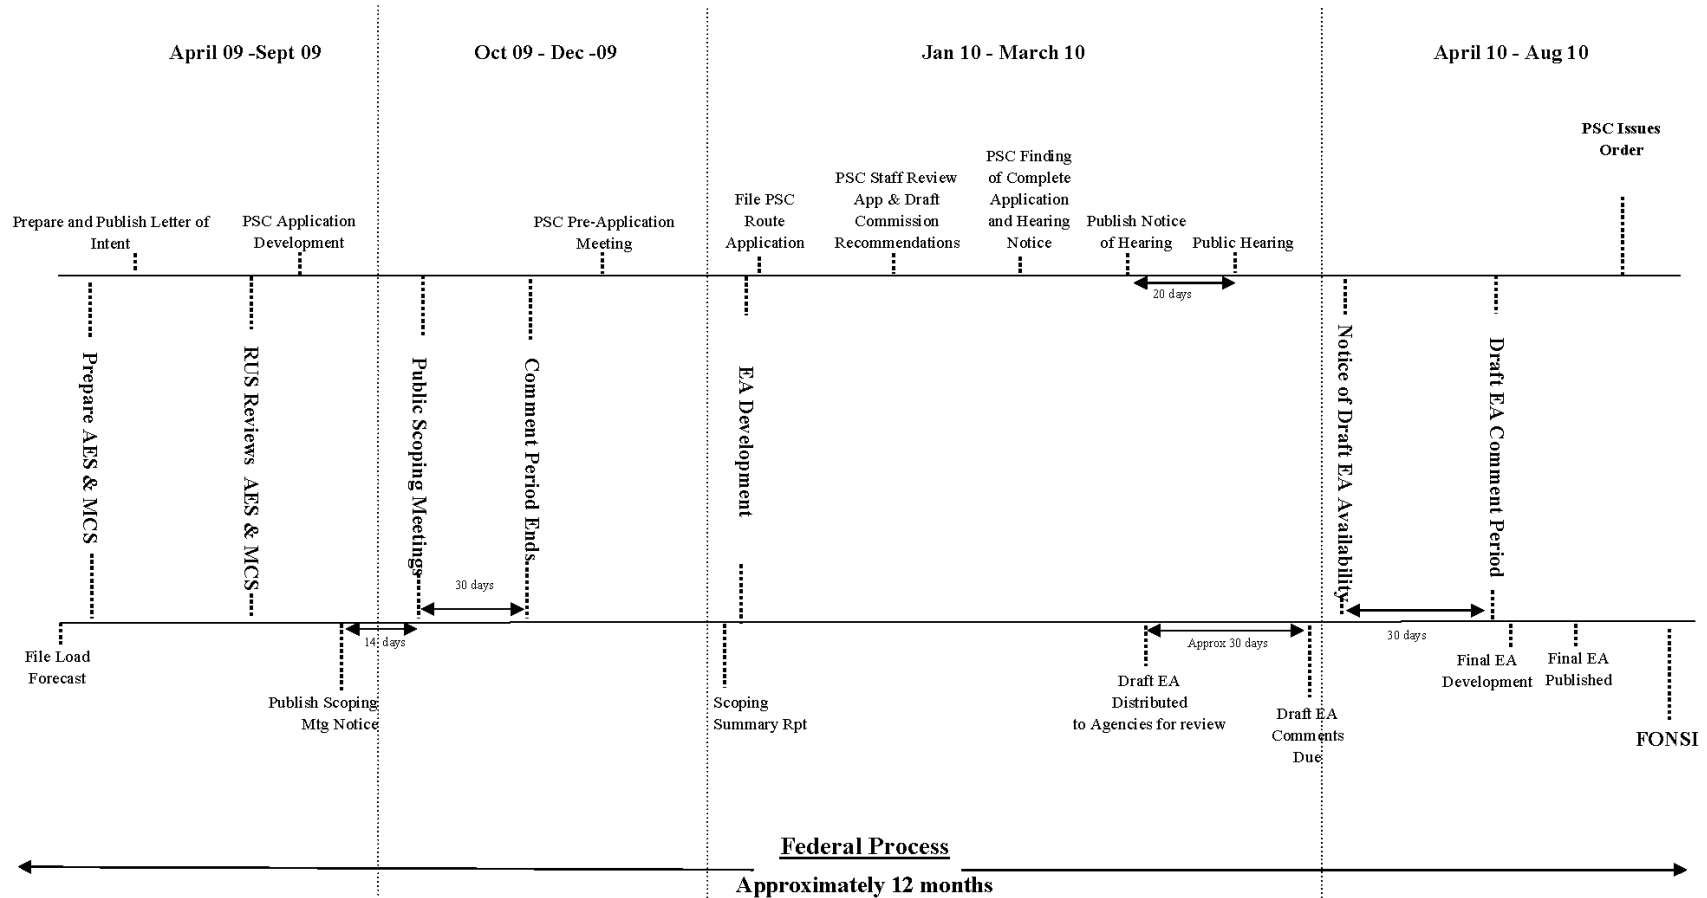 April 09 -Sept 09
Oct 09 - Dec -09
Jan 10 - March 10
April 10 - Aug 10
PSC Issues
Order
Prepare and Publish Letter of
Intent
PSC Application
Development
PSC Pre-Application
Meeting
File PSC
Route
Application
PSC Staff Review
App & Draft
Commission
Recommendations
PSC Finding
of Complete
Application
and Hearing
Notice
Publish Notice
of Hearing
Public Hearing
20 days
Prepare AES & MCS
RUS Reviews AES & MCS
Public Scoping Meetings
Comment Period Ends
EA Development
Notice of Draft EA Availability
Draft EA Comment Period
30 days
14 days
Approx 30 days
30 days
File Load
Forecast
Publish Scoping
Mtg Notice
Scoping
Summary Rpt
Draft EA
Distributed
to Agencies for review
Draft EA
Comments
Due
Final EA
Development
Final EA
Published
FONSI
Federal Process
Approximately 12 months